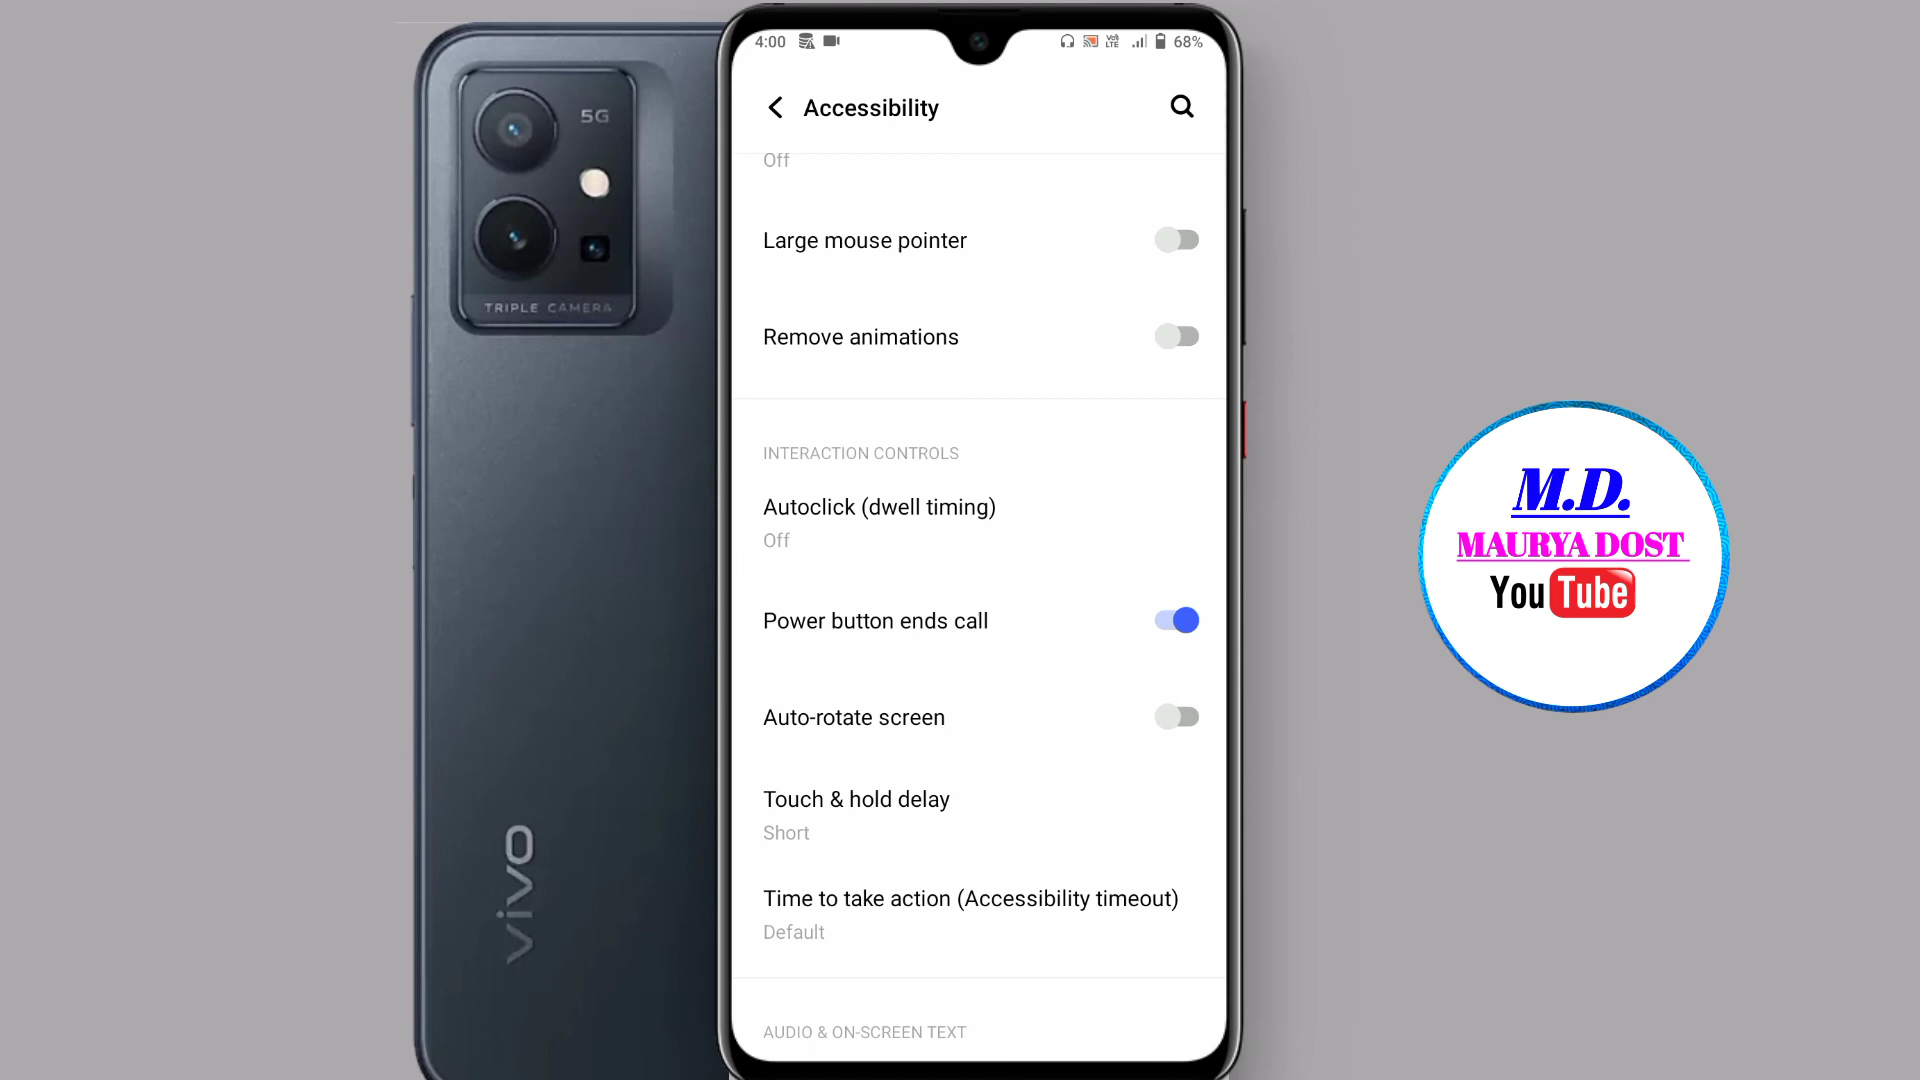 5G
TRIPLE CAMERA
vivo
4:00
VoD LTE
68%
Accessibility
Off
Large mouse pointer
Remove animations
INTERACTION CONTROLS
Autoclick (dwell timing)
Off
Power button ends call
Auto-rotate screen
Touch & hold delay
Short
Time to take action (Accessibility timeout)
Default
AUDIO & ON-SCREEN TEXT
M.D.
MAURYA DOST
YouTube